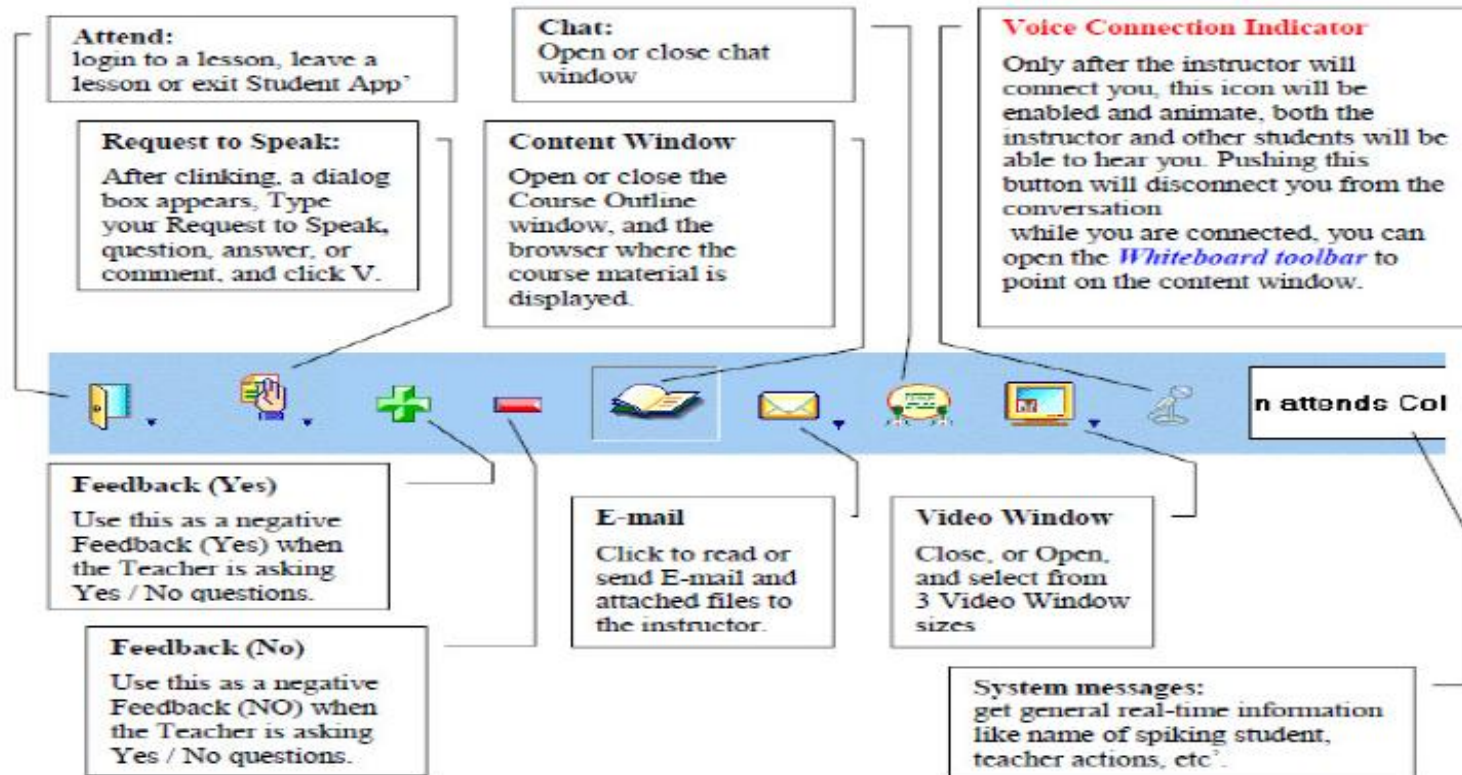 Attend:
login to a lesson, leave a
lesson or exit Student App’
Chat:
Open or close chat
window
Voice Connection Indicator
Only after the instructor will
connect you, this icon will be
enabled and animate, both the
instructor and other students will be
able to hear you. Pushing this
button will disconnect you from the
conversation
while you are connected, you can
open the Whiteboard toolbar to
point on the content window.
Request to Speak:
After clinking, a dialog
box appears, Type
your Request to Speak,
question, answer, or
comment, and click V.
Content Window
Open or close the
Course Outline
window, and the
browser where the
course material is
displayed.
n attends Col
Feedback (Yes)
Use this as a negative
Feedback (Yes) when
the Teacher is asking
Yes / No questions.
E-mail
Click to read or
send E-mail and
attached files to
the instructor.
Video Window
Close, or Open,
and select from
3 Video Window
sizes
Feedback (No)
Use this as a negative
Feedback (NO) when
the Teacher is asking
Yes / No questions.
System messages:
get general real-time information
like name of spiking student,
teacher actions, etc’.